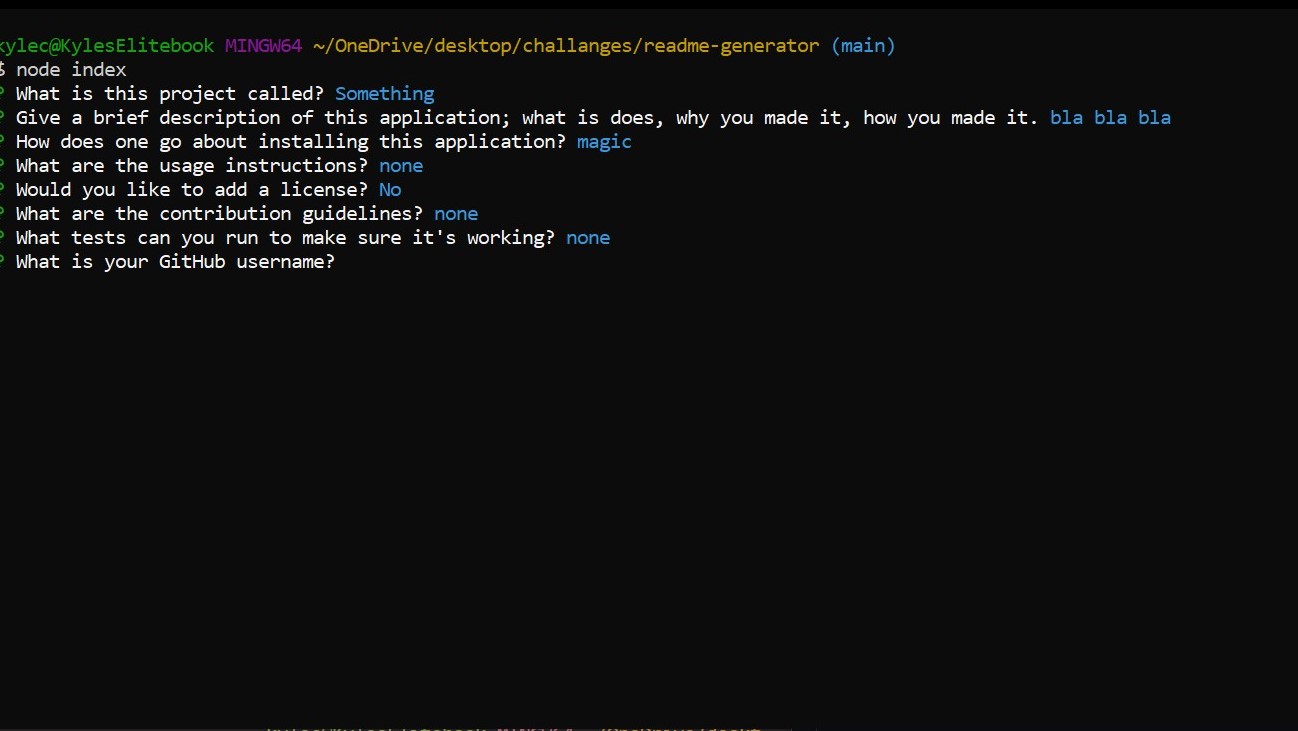 kylec@KylesElitebook MINGW64 ~/OneDrive/desktop/challanges/readme-generator (main)
$ node index
? What is this project called? Something
? Give a brief description of this application; what is does, why you made it, how you made it. bla bla bla
? How does one go about installing this application? magic
? What are the usage instructions? none
? Would you like to add a license? No
? What are the contribution guidelines? none
? What tests can you run to make sure it's working? none
? What is your GitHub username?